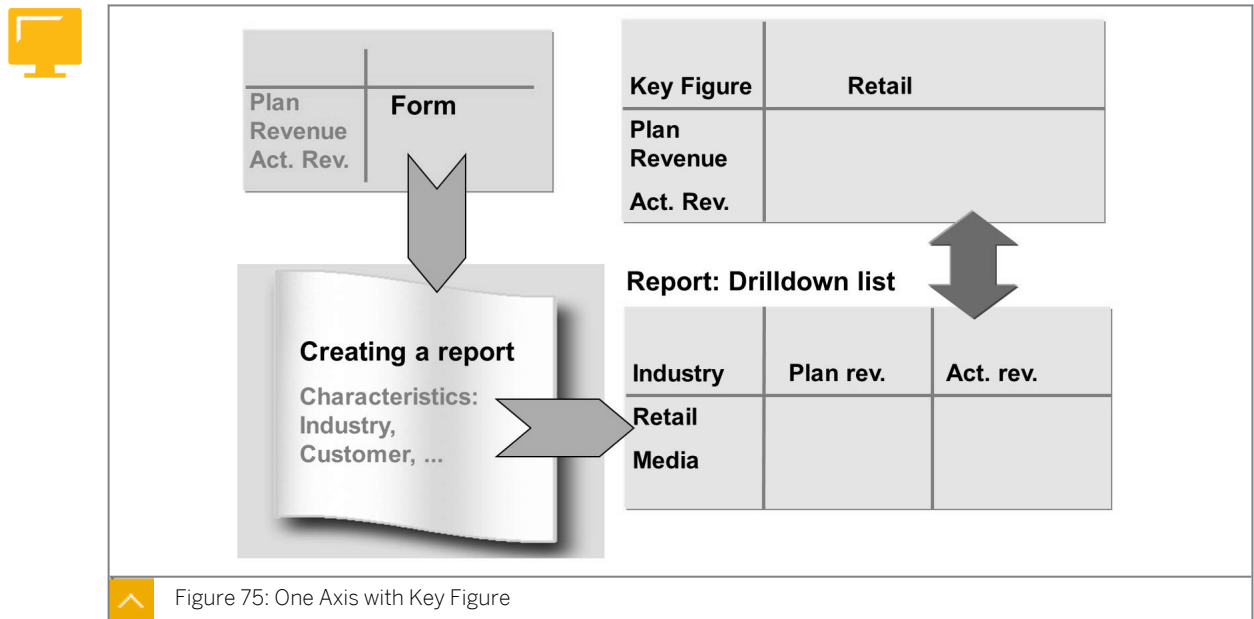 Plan
Revenue
Act. Rev.
Form
Creating a report
Characteristics:
Industry,
Customer, ...
Key Figure Retail
Plan
Revenue
Act. Rev.
Report: Drilldown list
Industry Plan rev. Act. rev.
Retail
Media
Figure 75: One Axis with Key Figure